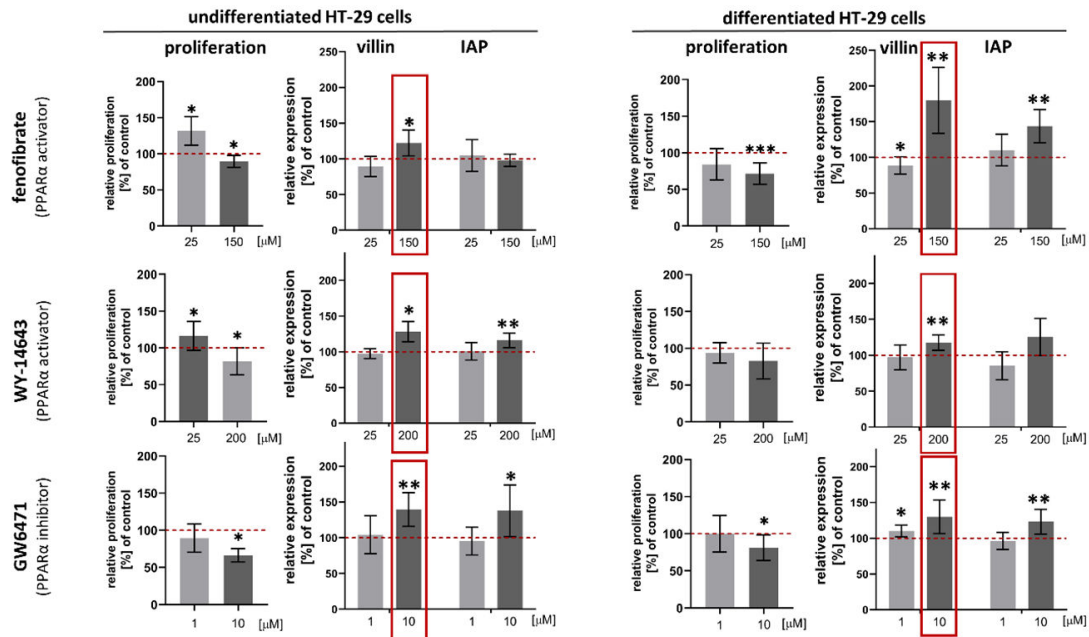 undifferentiated HT-29 cells
differentiated HT-29 cells
proliferation
villin
IAP
proliferation
villin
IAP
fenofibrate
(PPARα activator)
relative proliferation
[%] of control
200
150
100
50
0
*
*
25
150
[μM]
relative expression
[%] of control
200
150
100
50
0
*
25
150
25
150
[μM]
relative proliferation
[%] of control
200
150
100
50
0
***
25
150
[μM]
relative expression
[%] of control
250
200
150
100
50
0
*
**
**
25
150
25
150
[μM]
WY-14643
(PPARα activator)
relative proliferation
[%] of control
200
150
100
50
0
*
*
25
200
[μM]
relative expression
[%] of control
200
150
100
50
0
*
**
25
200
25
200
[μM]
relative proliferation
[%] of control
200
150
100
50
0
25
200
[μM]
relative expression
[%] of control
200
150
100
50
0
**
25
200
25
200
[μM]
GW6471
(PPARα inhibitor)
relative proliferation
[%] of control
200
150
100
50
0
*
1
10
[μM]
relative expression
[%] of control
200
150
100
50
0
**
*
1
10
1
10
[μM]
relative proliferation
[%] of control
200
150
100
50
0
*
1
10
[μM]
relative expression
[%] of control
200
150
100
50
0
*
**
**
1
10
1
10
[μM]